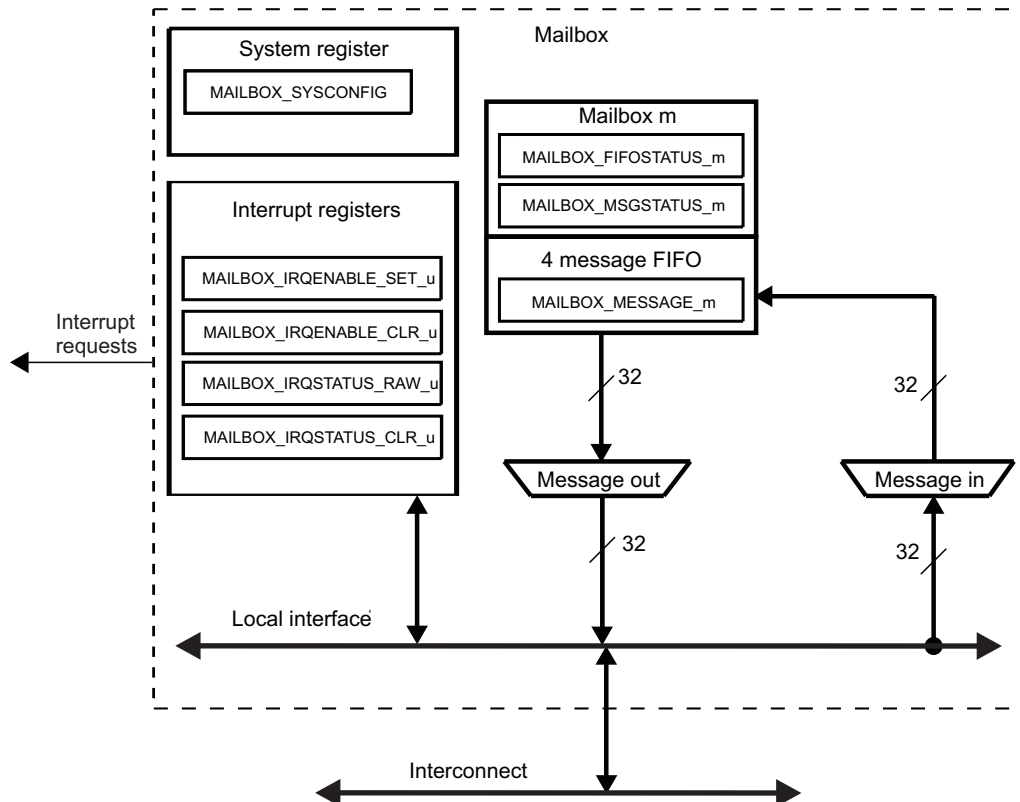 Mailbox
System register
MAILBOX_SYSCONFIG
Mailbox m
MAILBOX_FIFOSTATUS_m
MAILBOX_MSGSTATUS_m
4 message FIFO
MAILBOX_MESSAGE_m
Interrupt registers
MAILBOX_IRQENABLE_SET_u
MAILBOX_IRQENABLE_CLR_u
MAILBOX_IRQSTATUS_RAW_u
MAILBOX_IRQSTATUS_CLR_u
Interrupt
requests
32
32
Message out
Message in
32
32
Local interface
Interconnect